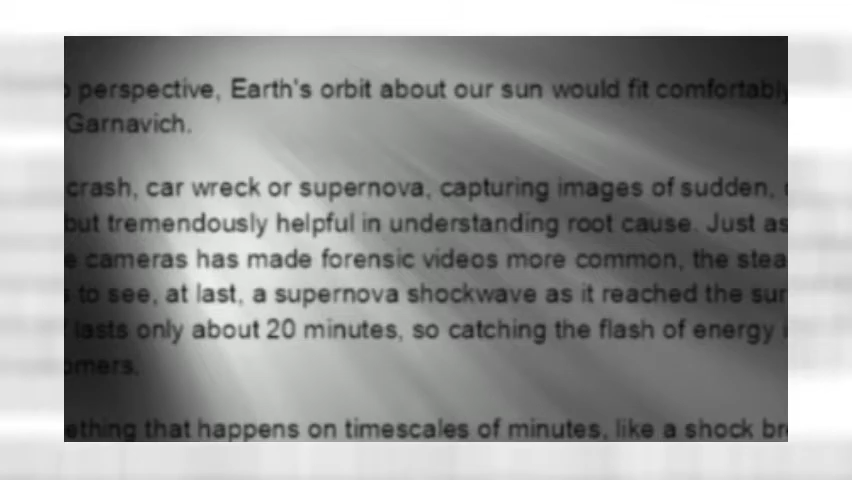 perspective, Earth's orbit about our sun would fit comfortably
Garnavich.
crash, car wreck or supernova, capturing images of sudden,
but tremendously helpful in understanding root cause. Just as
cameras has made forensic videos more common, the stea
to see, at last, a supernova shockwave as it reached the sur
lasts only about 20 minutes, so catching the flash of energy
omers.
ething that happens on timescales of minutes, like a shock br